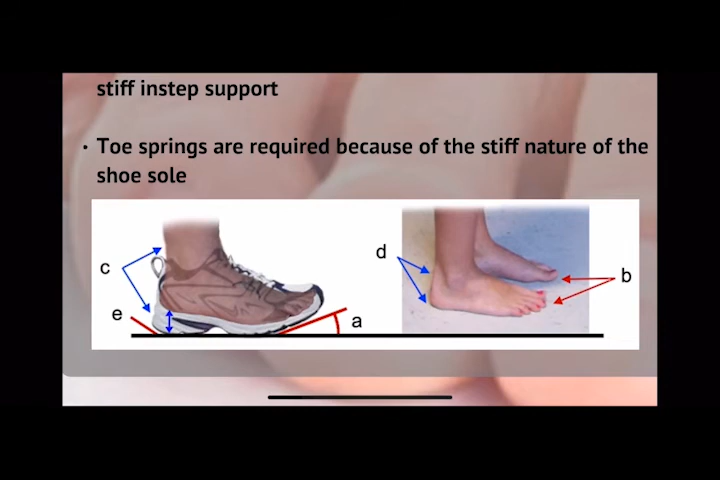 stiff instep support
• Toe springs are required because of the stiff nature of the
shoe sole
c
d
b
e
a